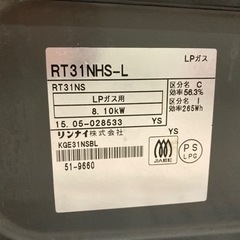 LPガス
RT31NHS-L
RT31NS
区分名 C
効率56.3%
LPガス用
区分名 I
8.10kW
効率265Wh
15.05-028533 YS
リンナイ株式会社
YS
KGE31NSBL
JIA
PS
LPG
51-9660